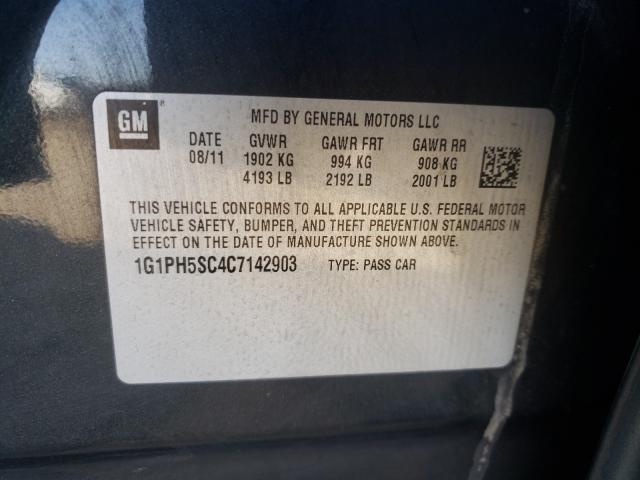 GM
®
MFD BY GENERAL MOTORS LLC
DATE GVWR GAWR FRT GAWR RR
08/11 1902 KG 994 KG 908 KG
4193 LB 2192 LB 2001 LB
THIS VEHICLE CONFORMS TO ALL APPLICABLE U.S. FEDERAL MOTOR
VEHICLE SAFETY, BUMPER, AND THEFT PREVENTION STANDARDS IN
EFFECT ON THE DATE OF MANUFACTURE SHOWN ABOVE.
1G1PH5SC4C7142903 TYPE: PASS CAR